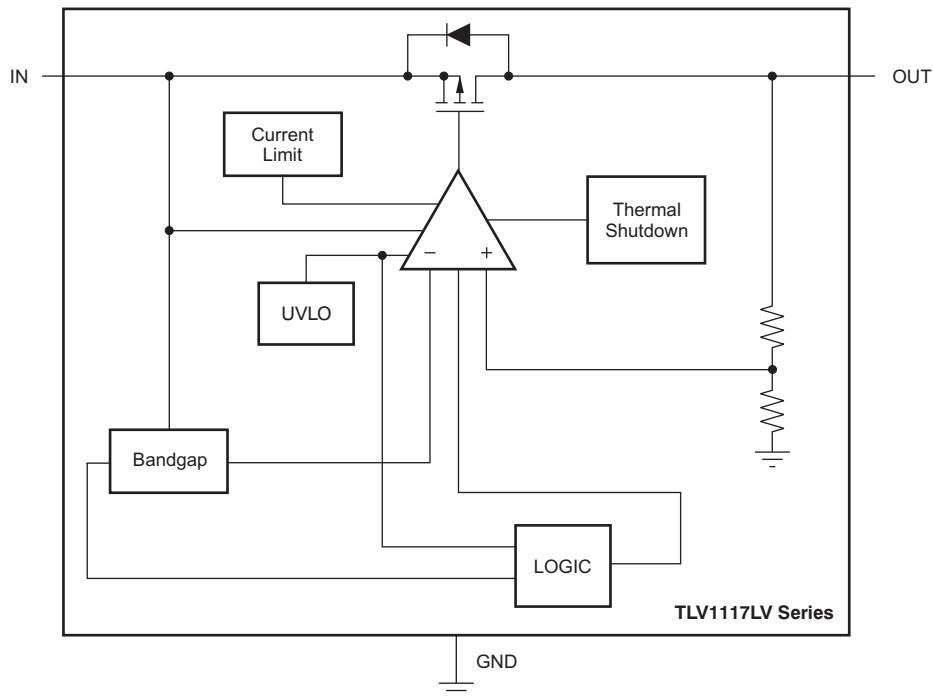 IN
OUT
Current
Limit
Thermal
Shutdown
− +
UVLO
Bandgap
LOGIC
TLV1117LV Series
GND